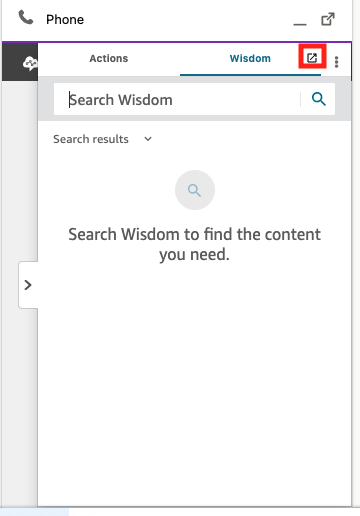 Phone
Actions
Wisdom
Search Wisdom
Search results
Search Wisdom to find the content
you need.